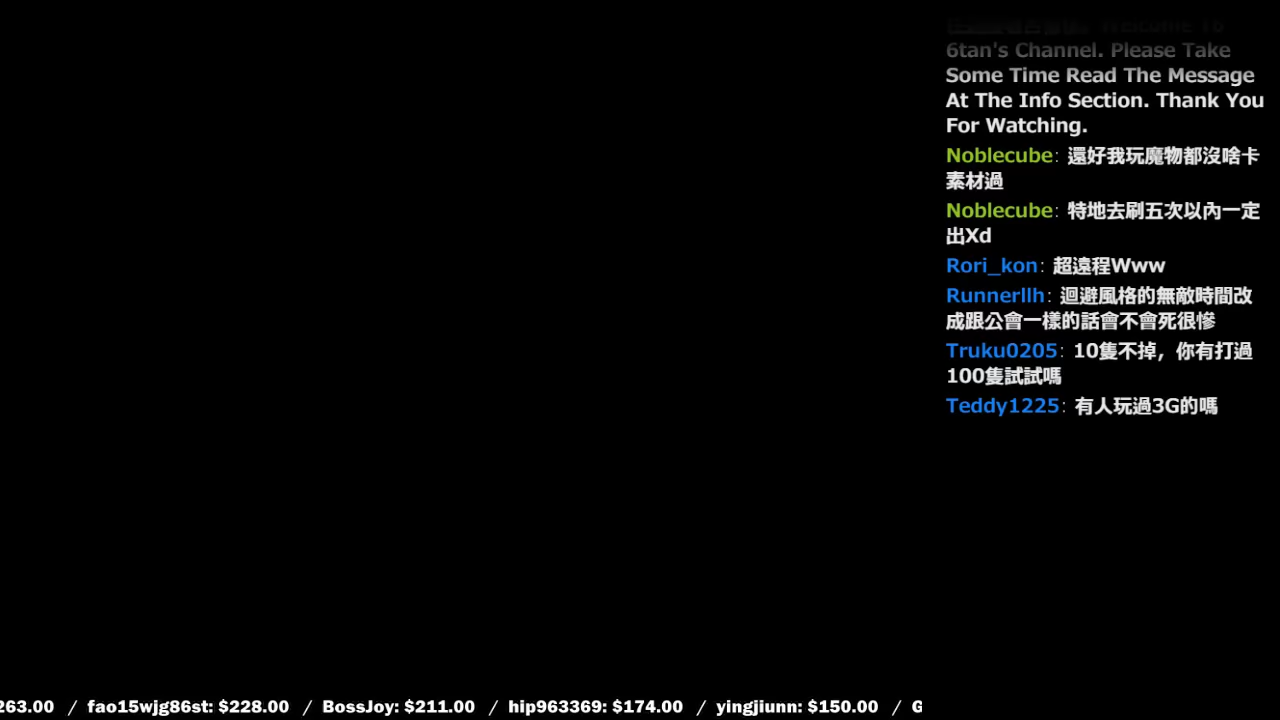 Welcome To
6tan's Channel. Please Take
Some Time Read The Message
At The Info Section. Thank You
For Watching.
Noblecube: 還好我玩魔物都沒啥卡
素材過
Noblecube: 特地去刷五次以內一定
出Xd
Rori_kon: 超遠程Www
Runnerllh: 迴避風格的無敵時間改
成跟公會一樣的話會不會死很慘
Truku0205: 10隻不掉，你有打過
100隻試試嗎
Teddy1225: 有人玩過3G的嗎
263.00 / fao15wjg86st: $228.00 / BossJoy: $211.00 / hip963369: $174.00 / yingjiunn: $150.00 / G